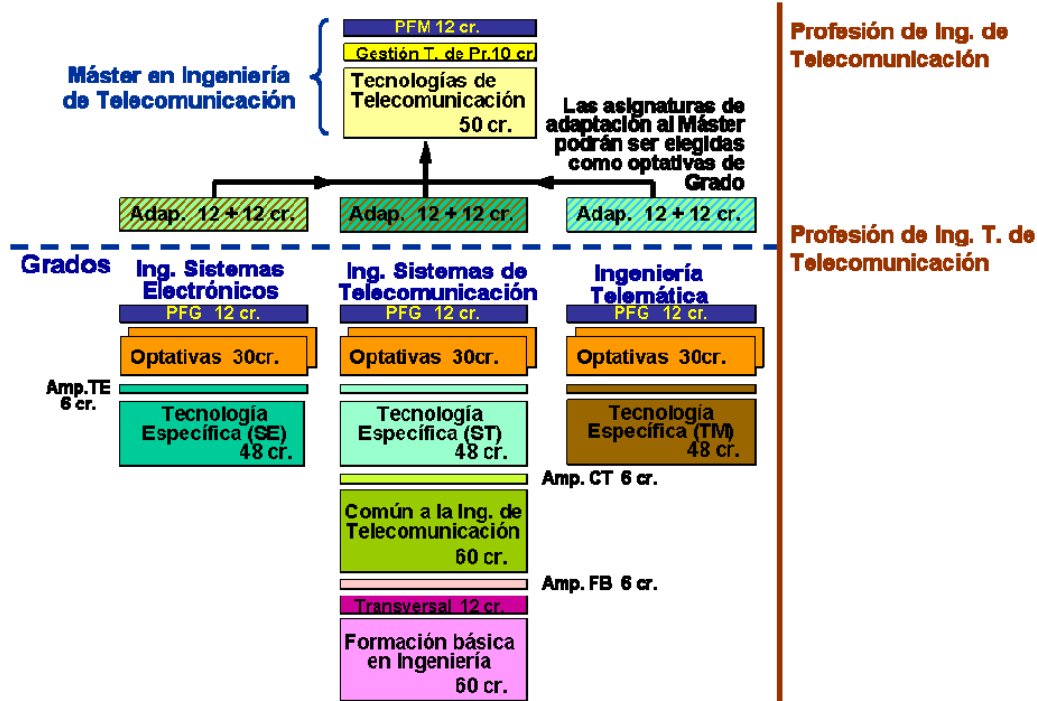 PFM 12 cr.
Gestión T. de Pr.10 cr
Máster en Ingeniería
de Telecomunicación
Tecnologías de
Telecomunicación
50 cr.
Profesión de Ing. de
Telecomunicación
Las asignaturas de
adaptación al Máster
podrán ser elegidas
como optativas de
Grado
Adap. 12 + 12 cr.
Adap. 12 + 12 cr.
Adap. 12 + 12 cr.
Profesión de Ing. T. de
Telecomunicación
Grados
Ing. Sistemas
Electrónicos
Ing. Sistemas de
Telecomunicación
Ingeniería
Telemática
PFG 12 cr.
PFG 12 cr.
PFG 12 cr.
Optativas 30cr.
Optativas 30cr.
Optativas 30cr.
Amp.TE
6 cr.
Tecnología
Específica (SE)
48 cr.
Tecnología
Específica (ST)
48 cr.
Tecnología
Específica (TM)
48 cr.
Amp. CT 6 cr.
Común a la Ing. de
Telecomunicación
60 cr.
Amp. FB 6 cr.
Transversal 12 cr.
Formación básica
en Ingeniería
60 cr.